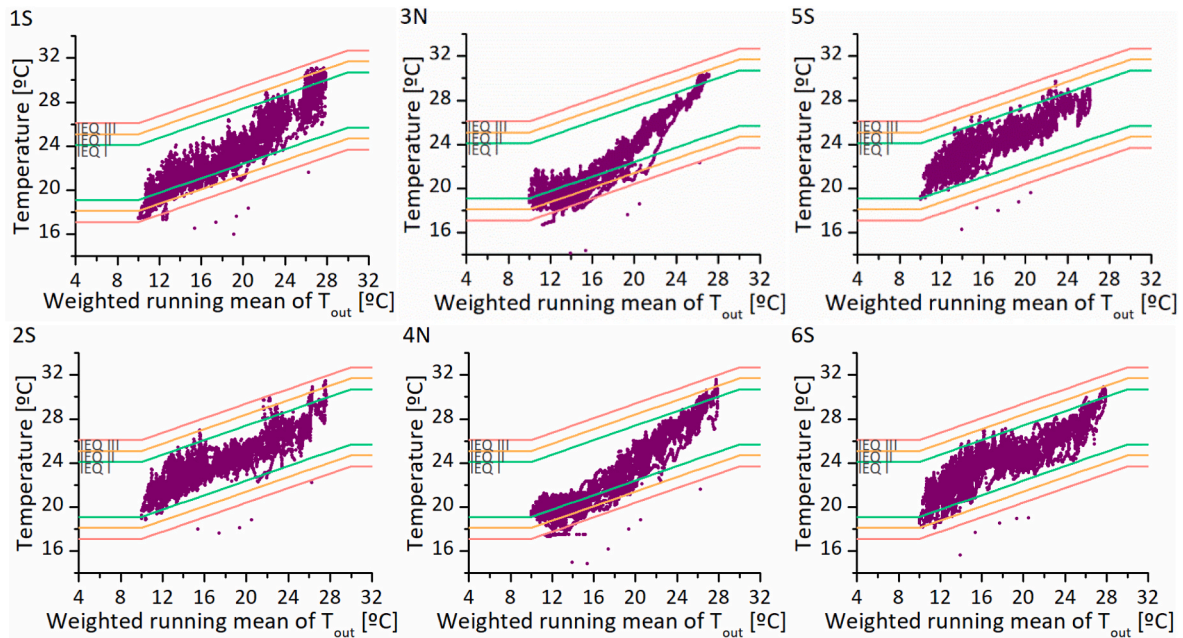 1S
Temperature [ºC]
32
28
24
20
16
IEQ III
IEQ II
IEQ I
4 8 12 16 20 24 28 32
Weighted running mean of Tout [ºC]
3N
Temperature [ºC]
32
28
24
20
16
IEQ III
IEQ II
IEQ I
4 8 12 16 20 24 28 32
Weighted running mean of Tout [ºC]
5S
Temperature [ºC]
32
28
24
20
16
IEQ III
IEQ II
IEQ I
4 8 12 16 20 24 28 32
Weighted running mean of Tout [ºC]
2S
Temperature [ºC]
32
28
24
20
16
IEQ III
IEQ II
IEQ I
4 8 12 16 20 24 28 32
Weighted running mean of Tout [ºC]
4N
Temperature [ºC]
32
28
24
20
16
IEQ III
IEQ II
IEQ I
4 8 12 16 20 24 28 32
Weighted running mean of Tout [ºC]
6S
Temperature [ºC]
32
28
24
20
16
IEQ III
IEQ II
IEQ I
4 8 12 16 20 24 28 32
Weighted running mean of Tout [ºC]